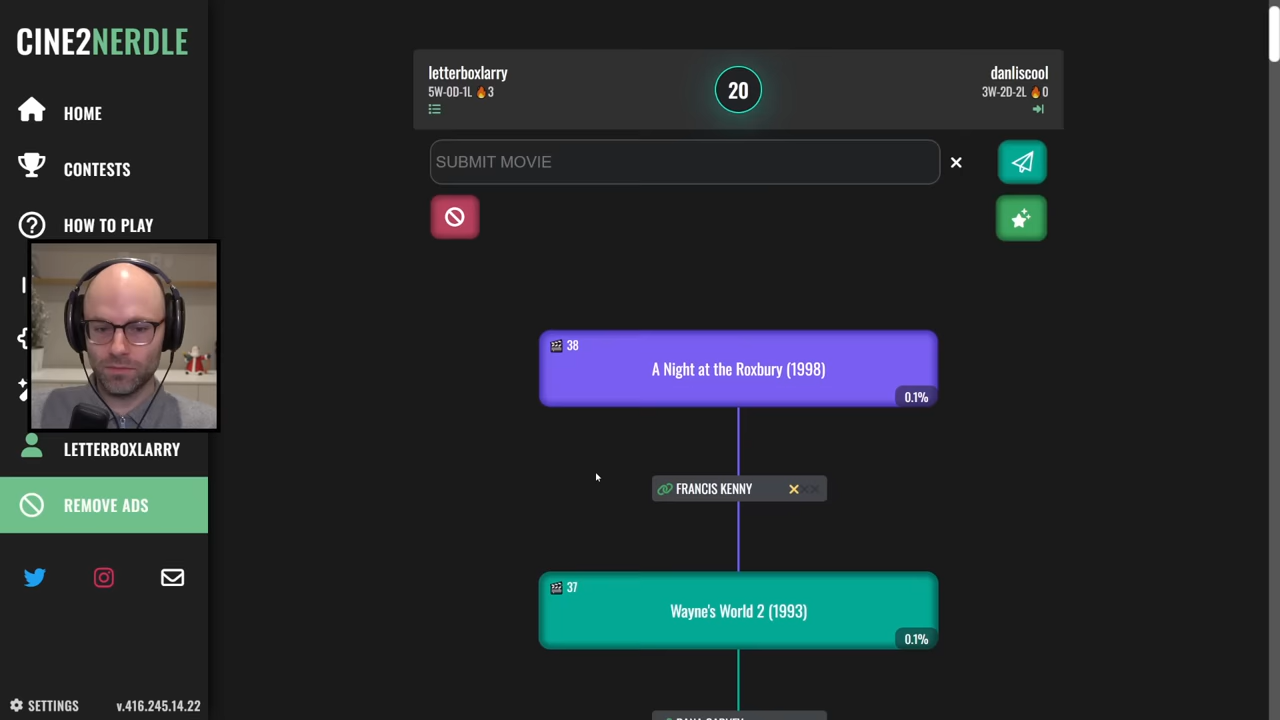 CINE2NERDLE
HOME
CONTESTS
HOW TO PLAY
LETTERBOXLARRY
REMOVE ADS
SETTINGS
v.416.245.14.22
letterboxlarry
5W-0D-1L 🔥3
20
danliscool
3W-2D-2L 🔥0
SUBMIT MOVIE
38
A Night at the Roxbury (1998)
0.1%
FRANCIS KENNY
37
Wayne's World 2 (1993)
0.1%